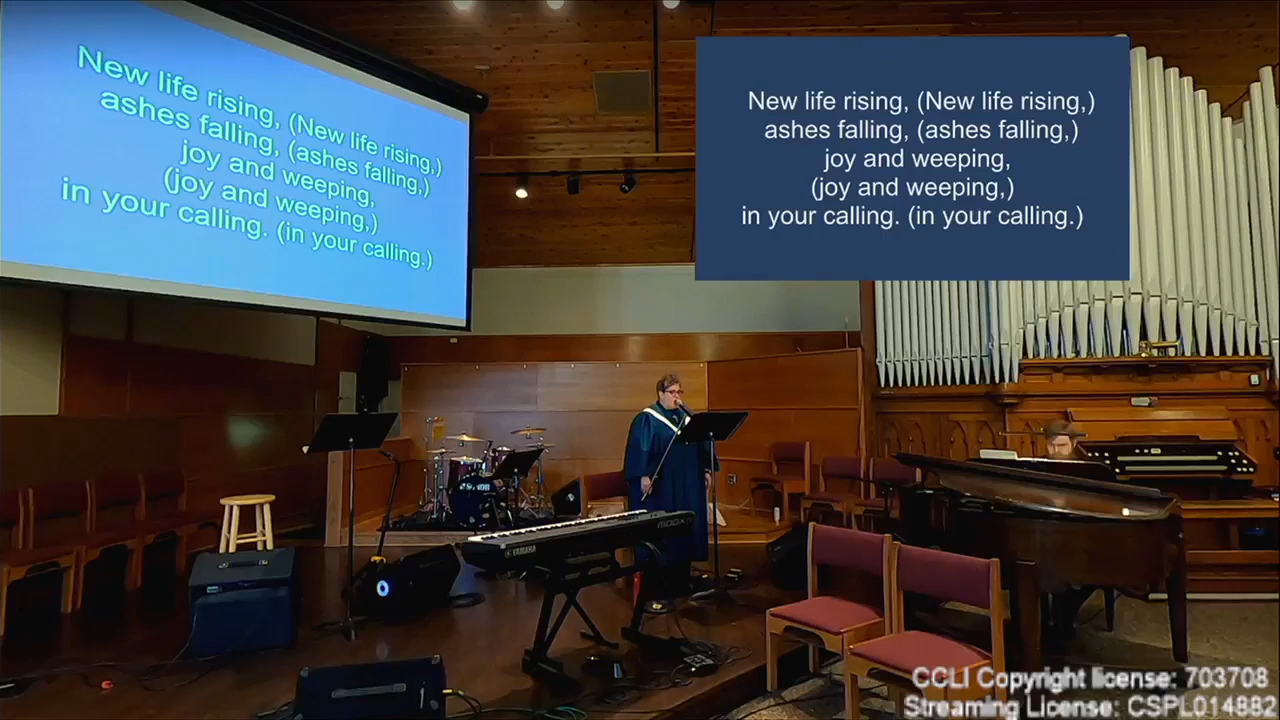 New life rising, (New life rising,)
ashes falling, (ashes falling,)
joy and weeping,
(joy and weeping,)
in your calling. (in your calling.)
New life rising, (New life rising,)
ashes falling, (ashes falling,)
joy and weeping,
(joy and weeping,)
in your calling. (in your calling.)
YAMAHA
MODX
CCLI Copyright license: 703708
Streaming License: CSPL014882